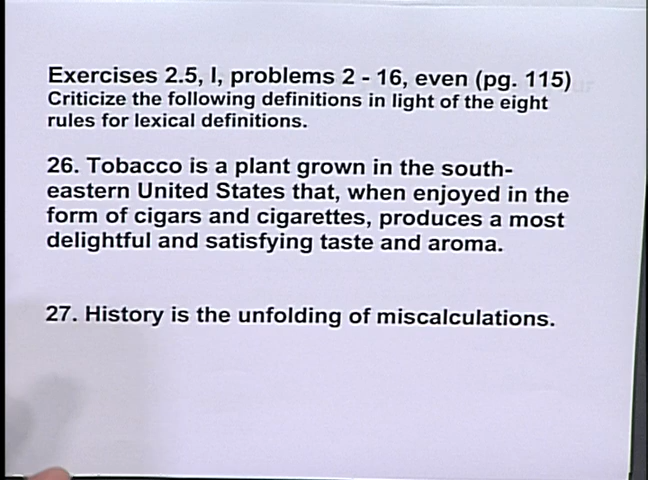 Exercises 2.5, I, problems 2 - 16, even (pg. 115)
Criticize the following definitions in light of the eight
rules for lexical definitions.
26. Tobacco is a plant grown in the south-
eastern United States that, when enjoyed in the
form of cigars and cigarettes, produces a most
delightful and satisfying taste and aroma.
27. History is the unfolding of miscalculations.